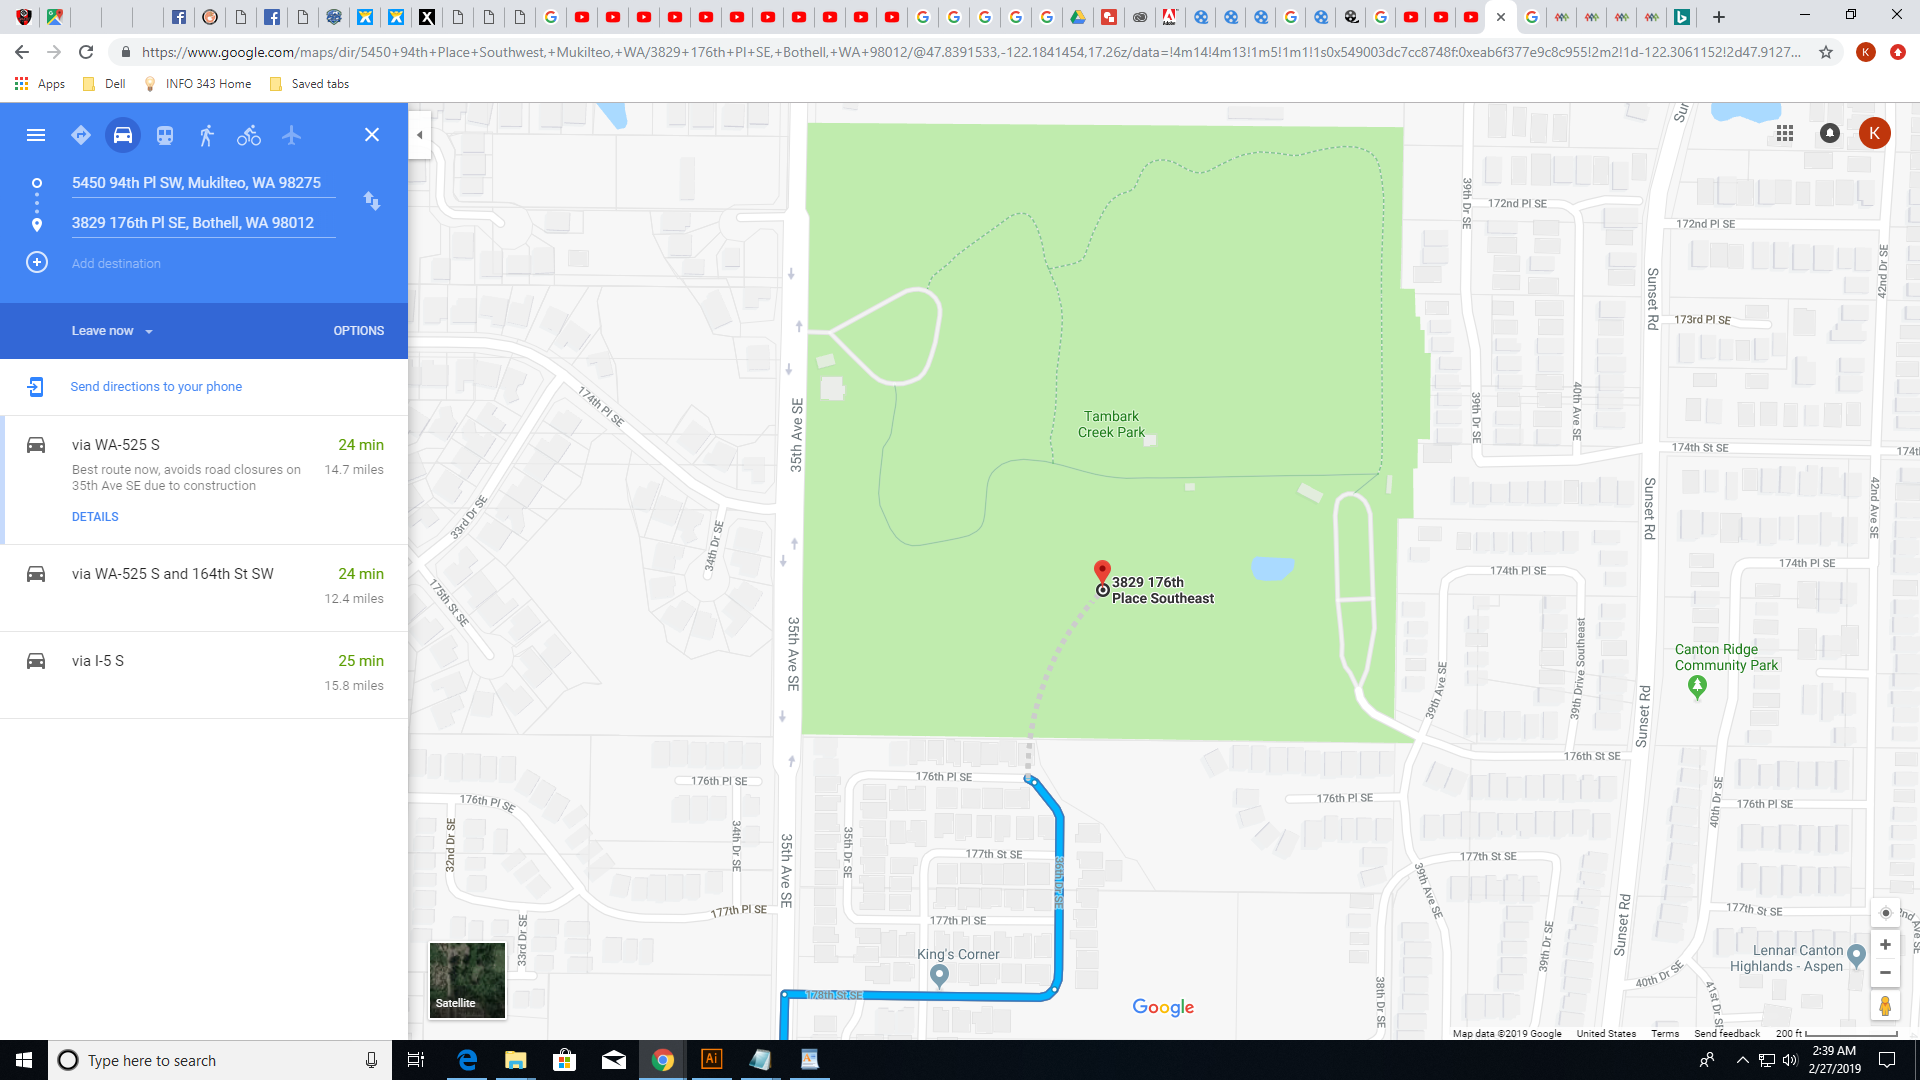 https://www.google.com/maps/dir/5450+94th+Place+Southwest,+Mukilteo,+WA/3829+176th+Pl+SE,+Bothell,+WA+98012/@47.8391533,-122.1841454,17.26z/data=!4m14!4m13!1m5!1m1!1s0x549003dc7cc8748f:0xeab6f377e9c8c955!2m2!1d-122.3061152!2d47.9127...
K
Apps
Dell
INFO 343 Home
Saved tabs
5450 94th Pl SW, Mukilteo, WA 98275
3829 176th Pl SE, Bothell, WA 98012
Add destination
Leave now
OPTIONS
Send directions to your phone
via WA-525 S
24 min
Best route now, avoids road closures on
35th Ave SE due to construction
14.7 miles
DETAILS
via WA-525 S and 164th St SW
24 min
12.4 miles
via I-5 S
25 min
15.8 miles
K
39th Dr SE
172nd Pl SE
172nd Pl SE
42nd Dr SE
Sunset Rd
173rd Pl SE
174th Pl SE
35th Ave SE
Tambark
Creek Park
39th Dr SE
40th Ave SE
174th St SE
33rd Dr SE
34th Dr SE
Sunset Rd
42nd Ave SE
175th St SE
3829 176th
Place Southeast
174th Pl SE
174th Pl SE
35th Ave SE
39th Ave SE
39th Drive Southeast
Canton Ridge
Community Park
Sunset Rd
176th St SE
176th Pl SE
176th Pl SE
176th Pl SE
176th Pl SE
176th Pl SE
40th Dr SE
32nd Dr SE
34th Dr SE
35th Ave SE
35th Dr SE
177th St SE
36th Dr SE
177th St SE
39th Ave SE
177th Pl SE
177th Pl SE
177th St SE
33rd Dr SE
King's Corner
39th Dr SE
Sunset Rd
Lennar Canton
Highlands - Aspen
40th Dr SE
41st Dr SE
38th Dr SE
178th St SE
Satellite
Google
Map data ©2019 Google
United States
Terms
Send feedback
200 ft
Type here to search
Ai
2:39 AM
2/27/2019